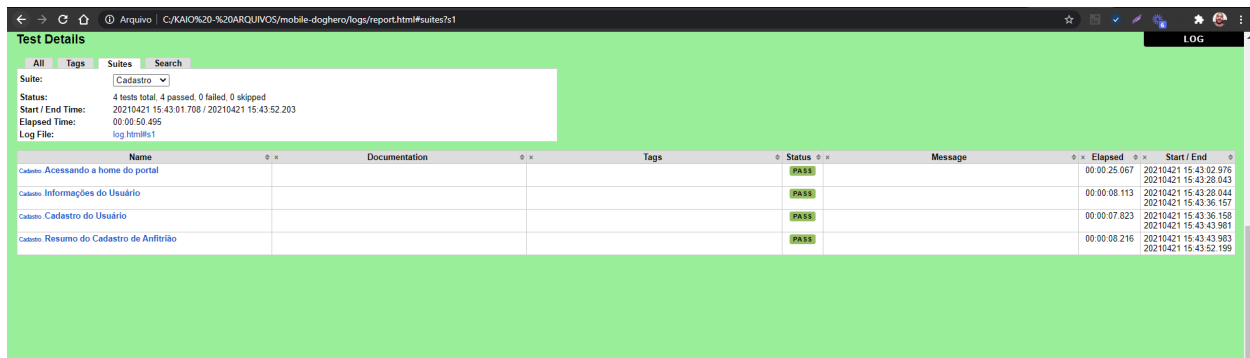 Arquivo | C:/KAIO%20-%20ARQUIVOS/mobile-doghero/logs/report.html#suites?s1
6
Test Details
LOG
All Tags Suites Search
Suite: Cadastro
Status: 4 tests total, 4 passed, 0 failed, 0 skipped
Start / End Time: 20210421 15:43:01.708 / 20210421 15:43:52.203
Elapsed Time: 00:00:50.495
Log File: log.html#s1
Name × Documentation × Tags Status × Message × Elapsed × Start / End
Cadastro. Acessando a home do portal PASS 00:00:25.067 20210421 15:43:02.976
20210421 15:43:28.043
Cadastro. Informações do Usuário PASS 00:00:08.113 20210421 15:43:28.044
20210421 15:43:36.157
Cadastro. Cadastro do Usuário PASS 00:00:07.823 20210421 15:43:36.158
20210421 15:43:43.981
Cadastro. Resumo do Cadastro de Anfitrião PASS 00:00:08.216 20210421 15:43:43.983
20210421 15:43:52.199